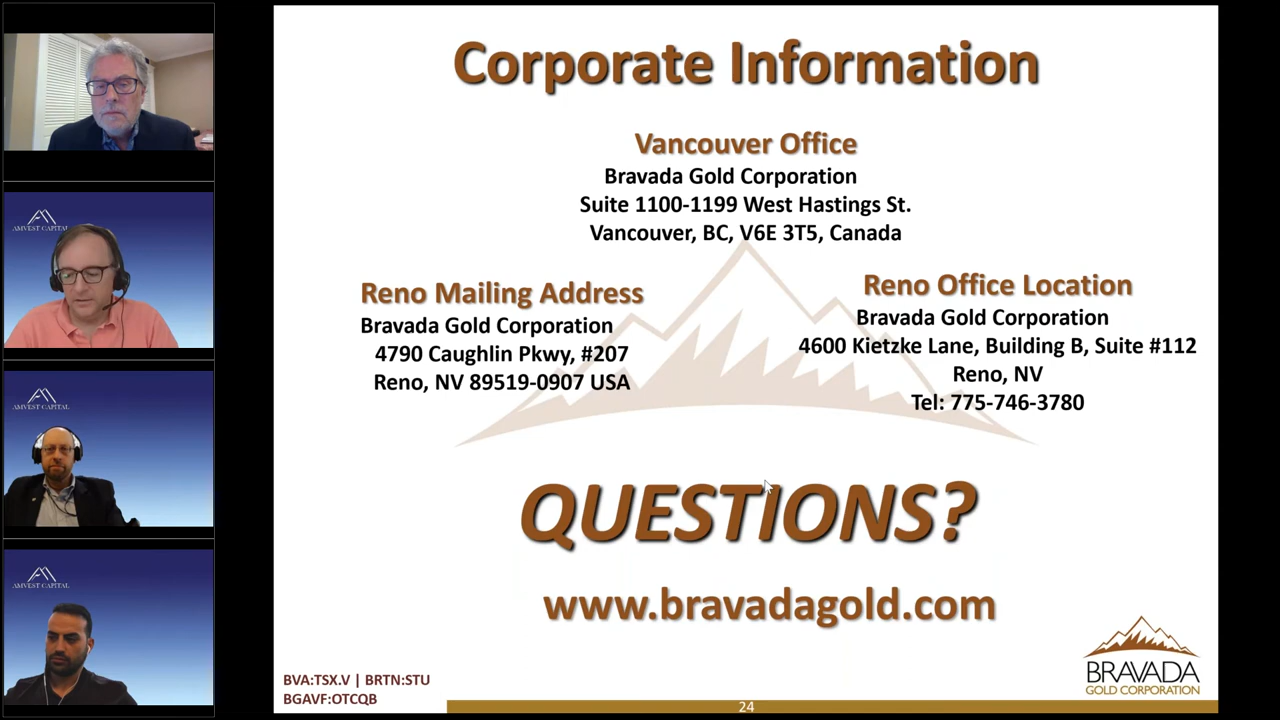 Corporate Information
Vancouver Office
Bravada Gold Corporation
Suite 1100-1199 West Hastings St.
Vancouver, BC, V6E 3T5, Canada
Reno Mailing Address
Bravada Gold Corporation
4790 Caughlin Pkwy, #207
Reno, NV 89519-0907 USA
Reno Office Location
Bravada Gold Corporation
4600 Kietzke Lane, Building B, Suite #112
Reno, NV
Tel: 775-746-3780
QUESTIONS?
www.bravadagold.com
BVA:TSX.V | BRTN:STU
BGAVF:OTCQB
24
BRAVADA
GOLD CORPORATION
AMVEST CAPITAL
AMVEST CAPITAL
AMVEST CAPITAL